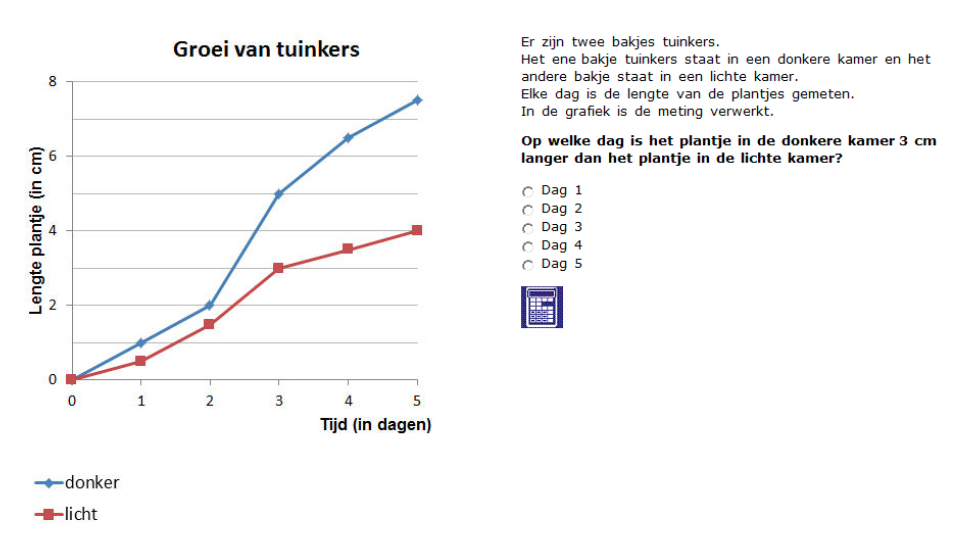 Groei van tuinkers
8
6
4
2
0
Lengte plantje (in cm)
0 1 2 3 4 5
Tijd (in dagen)
donker
licht
Er zijn twee bakjes tuinkers.
Het ene bakje tuinkers staat in een donkere kamer en het
andere bakje staat in een lichte kamer.
Elke dag is de lengte van de plantjes gemeten.
In de grafiek is de meting verwerkt.
Op welke dag is het plantje in de donkere kamer 3 cm
langer dan het plantje in de lichte kamer?
Dag 1
Dag 2
Dag 3
Dag 4
Dag 5